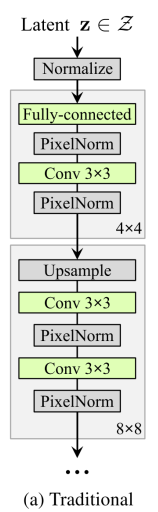 Latent z ∈ 𝒵
Normalize
Fully-connected
PixelNorm
Conv 3×3
PixelNorm
4×4
Upsample
Conv 3×3
PixelNorm
Conv 3×3
PixelNorm
8×8
...
(a) Traditional